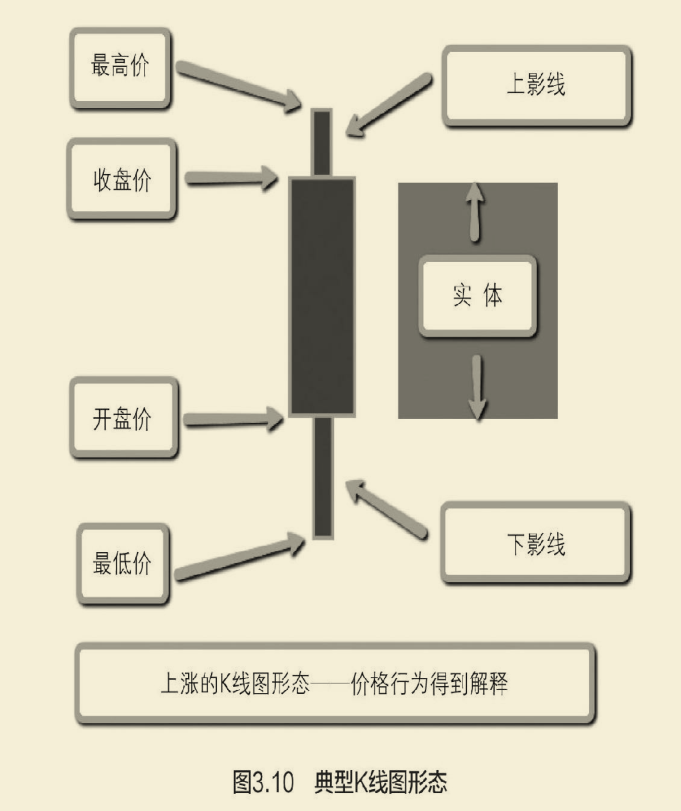 最高价
上影线
收盘价
实 体
开盘价
下影线
最低价
上涨的K线图形态——价格行为得到解释
图3.10 典型K线图形态